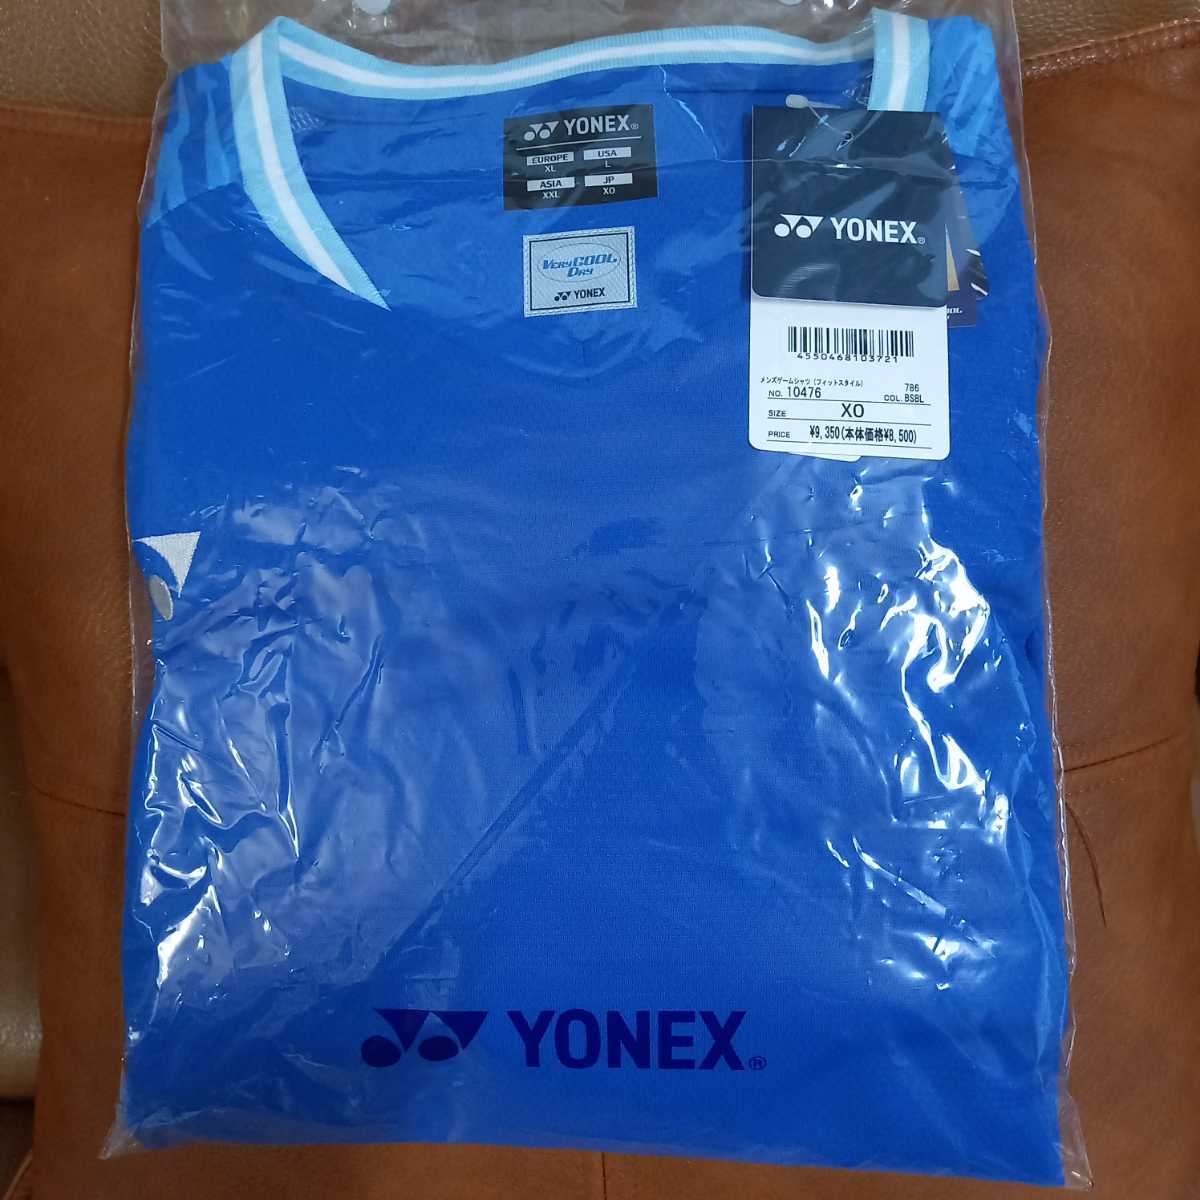 YONEX®
EUROPE USA
XL L
ASIA JP
XXL XO
VERY COOL
DRY
YONEX
YONEX®
4550468103721
メンズゲームシャツ(フィットスタイル)
786
NO. 10476 COL. BSBL
SIZE XO
PRICE ¥9,350(本体価格¥8,500)
YONEX®